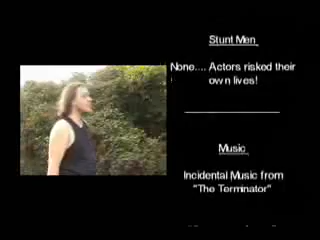 Stunt Men
None.... Actors risked their
own lives!
Music
Incidental Music from
"The Terminator"